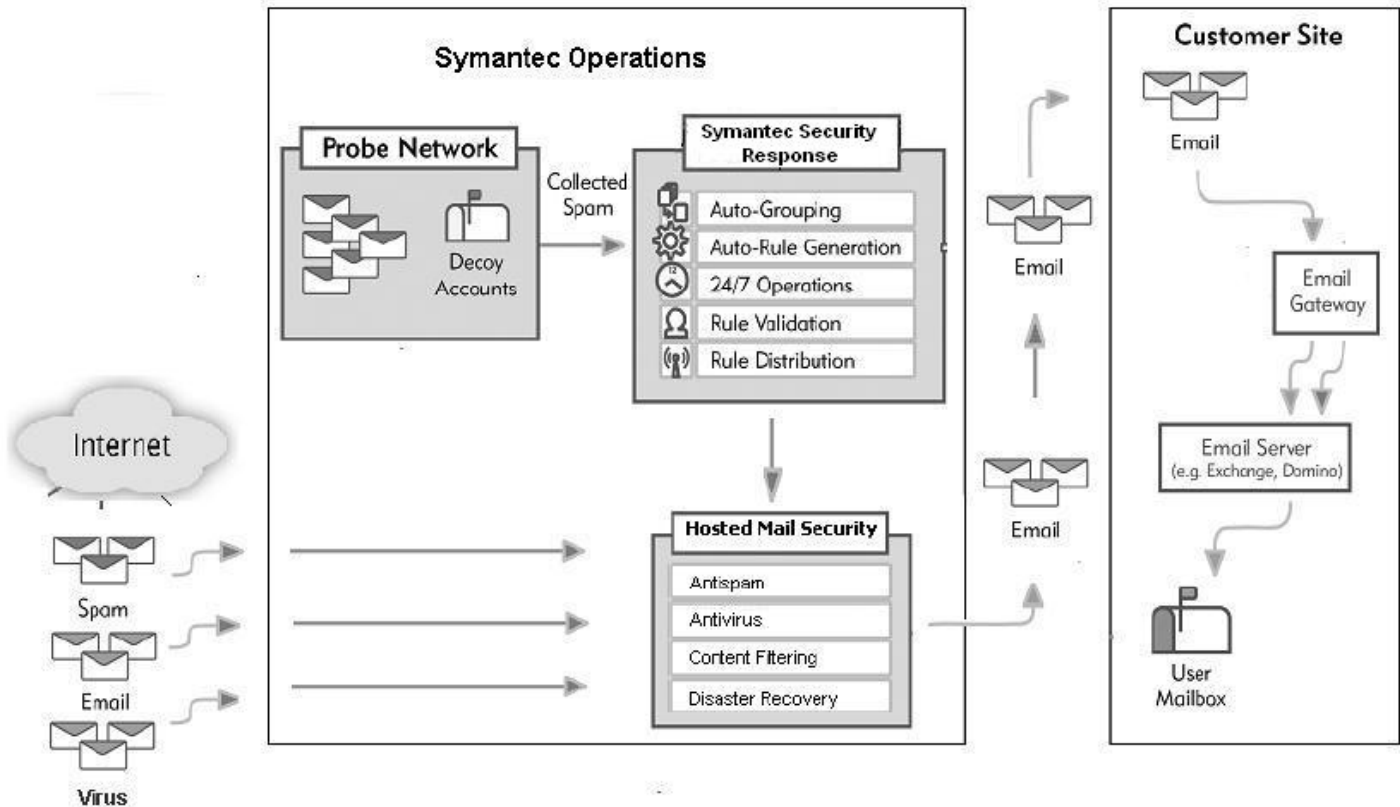 Symantec Operations
Probe Network
Decoy
Accounts
Collected
Spam
Symantec Security
Response
Auto-Grouping
Auto-Rule Generation
12
24/7 Operations
Rule Validation
Rule Distribution
Internet
Spam
Email
Virus
Hosted Mail Security
Antispam
Antivirus
Content Filtering
Disaster Recovery
Email
Email
Customer Site
Email
Email
Gateway
Email Server
(e.g. Exchange, Domino)
User
Mailbox